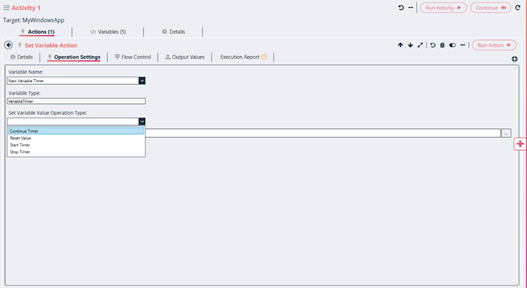 Activity 1
Run Activity
Continue
Target: MyWindowsApp
Actions (1)
Variables (5)
Details
Set Variable Action
Run Action
Details
Operation Settings
Flow Control
Output Values
Execution Report
Variable Name:
New Variable Timer
Variable Type:
VariableTimer
Set Variable Value Operation Type:
Continue Timer
...
Reset Value
Start Timer
Stop Timer